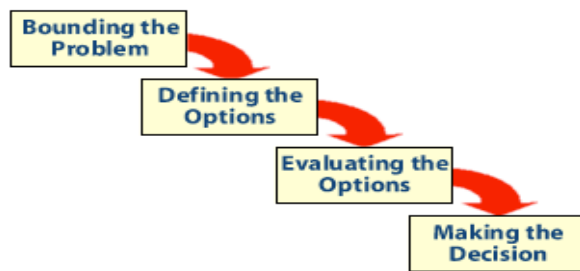 Bounding the
Problem
Defining the
Options
Evaluating the
Options
Making the
Decision